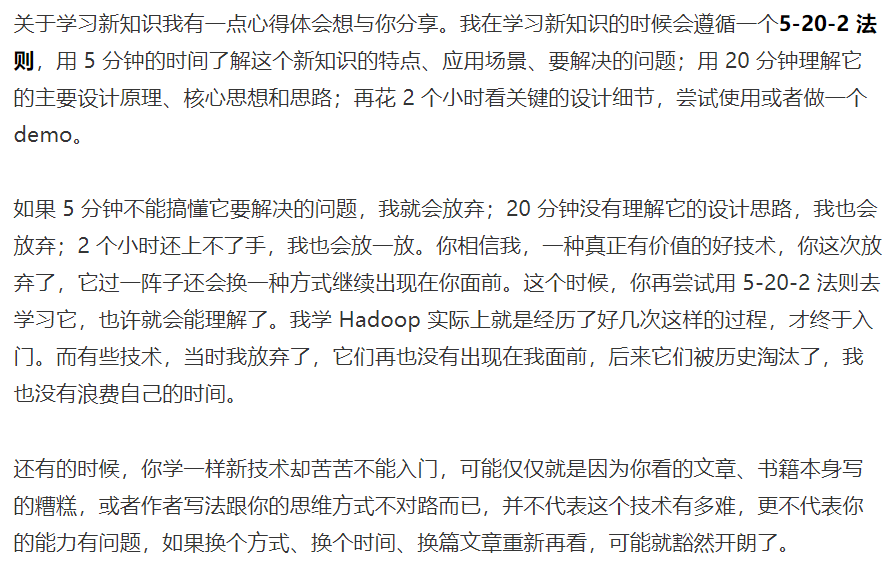 关于学习新知识我有一点心得体会想与你分享。我在学习新知识的时候会遵循一个5-20-2 法
则，用 5 分钟的时间了解这个新知识的特点、应用场景、要解决的问题；用 20 分钟理解它
的主要设计原理、核心思想和思路；再花 2 个小时看关键的设计细节，尝试使用或者做一个
demo。
如果 5 分钟不能搞懂它要解决的问题，我就会放弃；20 分钟没有理解它的设计思路，我也会
放弃；2 个小时还上不了手，我也会放一放。你相信我，一种真正有价值的好技术，你这次放
弃了，它过一阵子还会换一种方式继续出现在你面前。这个时候，你再尝试用 5-20-2 法则去
学习它，也许就会能理解了。我学 Hadoop 实际上就是经历了好几次这样的过程，才终于入
门。而有些技术，当时我放弃了，它们再也没有出现在我面前，后来它们被历史淘汰了，我
也没有浪费自己的时间。
还有的时候，你学一样新技术却苦苦不能入门，可能仅仅就是因为你看的文章、书籍本身写
的糟糕，或者作者写法跟你的思维方式不对路而已，并不代表这个技术有多难，更不代表你
的能力有问题，如果换个方式、换个时间、换篇文章重新再看，可能就豁然开朗了。